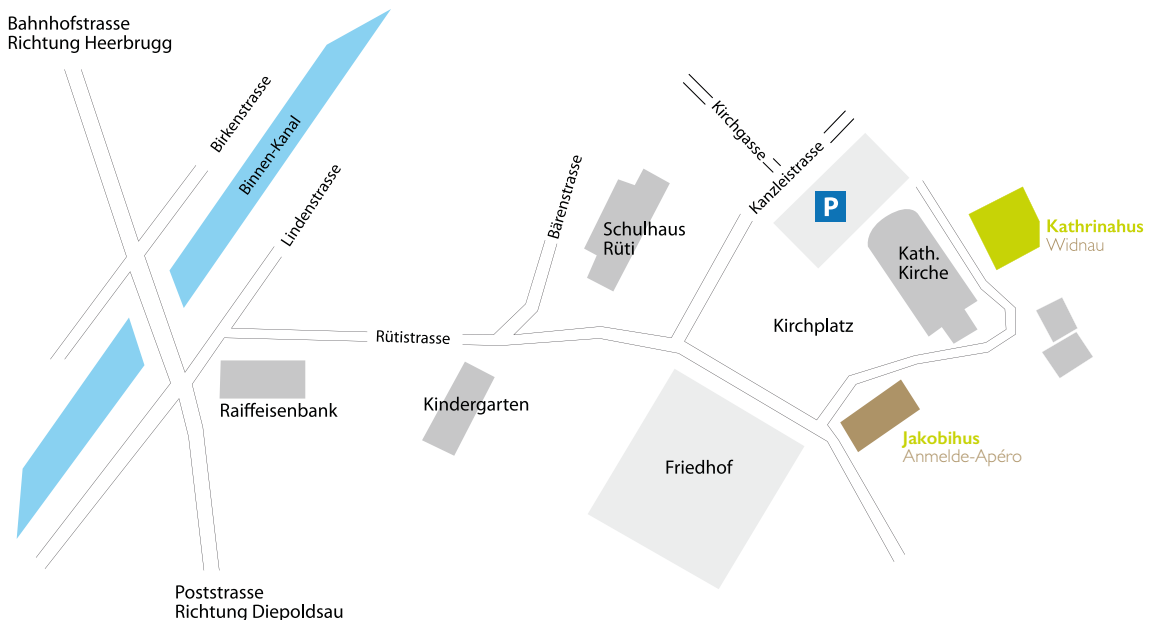 Bahnhofstrasse
Richtung Heerbrugg
Birkenstrasse
Binnen-Kanal
Lindenstrasse
Bärenstrasse
Kirchgasse
Kanzleistrasse
P
Schulhaus
Rüti
Kath.
Kirche
Kathrinahus
Widnau
Kirchplatz
Rütistrasse
Raiffeisenbank
Kindergarten
Friedhof
Jakobihus
Anmelde-Apéro
Poststrasse
Richtung Diepoldsau